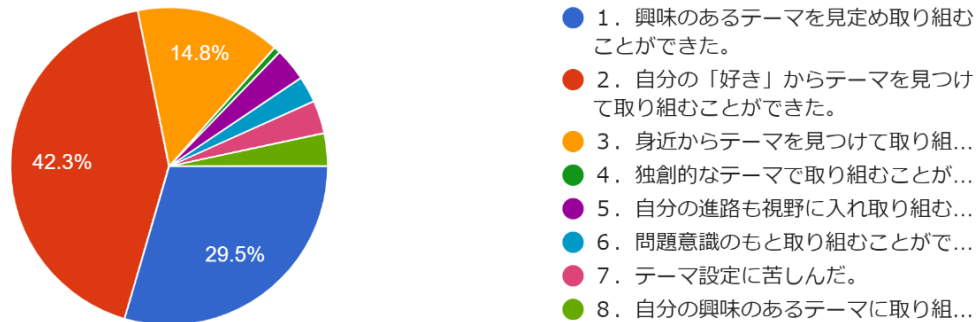 14.8%
42.3%
29.5%
1．興味のあるテーマを見定め取り組む
ことができた。
2．自分の「好き」からテーマを見つけ
て取り組むことができた。
3．身近からテーマを見つけて取り組...
4．独創的なテーマで取り組むことが...
5．自分の進路も視野に入れ取り組む...
6．問題意識のもと取り組むことがで...
7．テーマ設定に苦しんだ。
8．自分の興味のあるテーマに取り組...